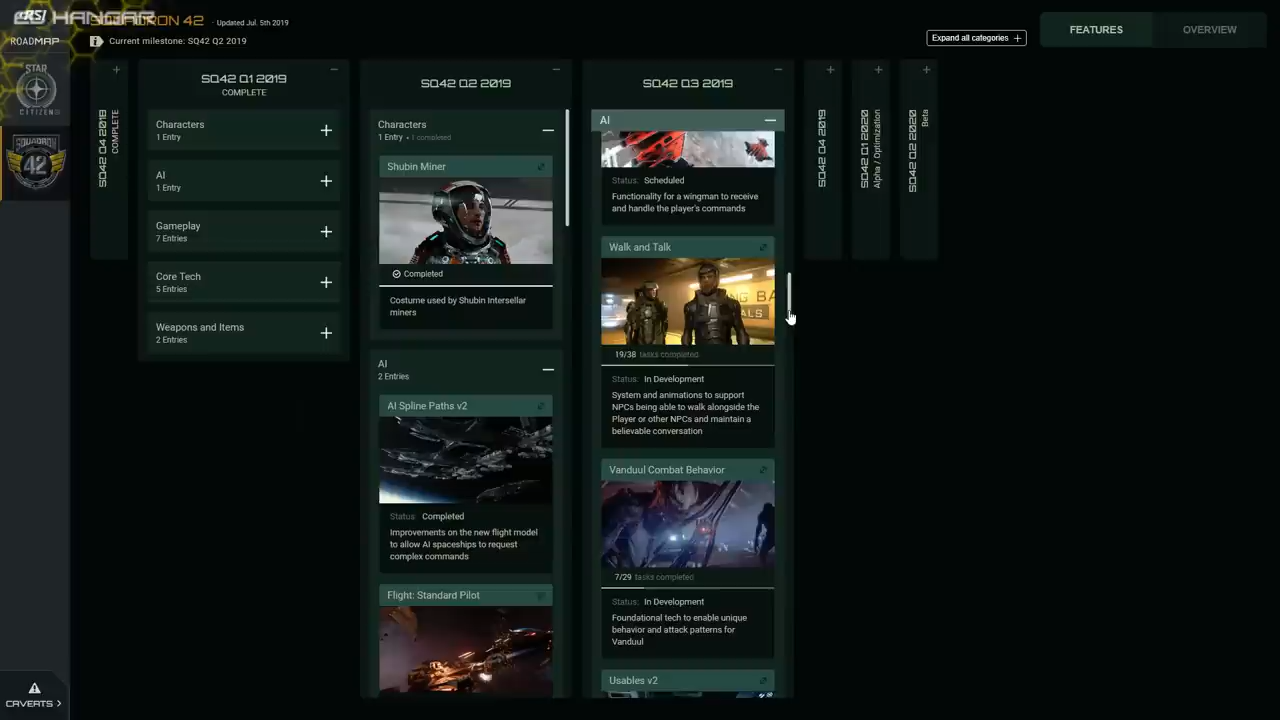 RSI HANGAR
SQUADRON 42 - Updated Jul. 5th 2019
ROADMAP
Current milestone: SQ42 Q2 2019
Expand all categories +
FEATURES
OVERVIEW
STAR
CITIZEN
SQUADRON
42
CAVEATS >
SQ42 Q4 2018
COMPLETE
SQ42 Q1 2019
COMPLETE
Characters
1 Entry
AI
1 Entry
Gameplay
7 Entries
Core Tech
5 Entries
Weapons and Items
2 Entries
SQ42 Q2 2019
Characters
1 Entry • 1 completed
Shubin Miner
Completed
Costume used by Shubin Intersellar
miners
AI
2 Entries
AI Spline Paths v2
Status: Completed
Improvements on the new flight model
to allow AI spaceships to request
complex commands
Flight: Standard Pilot
SQ42 Q3 2019
AI
Status: Scheduled
Functionality for a wingman to receive
and handle the player's commands
Walk and Talk
19/38 tasks completed
Status: In Development
System and animations to support
NPCs being able to walk alongside the
Player or other NPCs and maintain a
believable conversation
Vanduul Combat Behavior
7/29 tasks completed
Status: In Development
Foundational tech to enable unique
behavior and attack patterns for
Vanduul
Usables v2
SQ42 Q4 2019
SQ42 Q1 2020
Alpha / Optimization
SQ42 Q2 2020
Beta